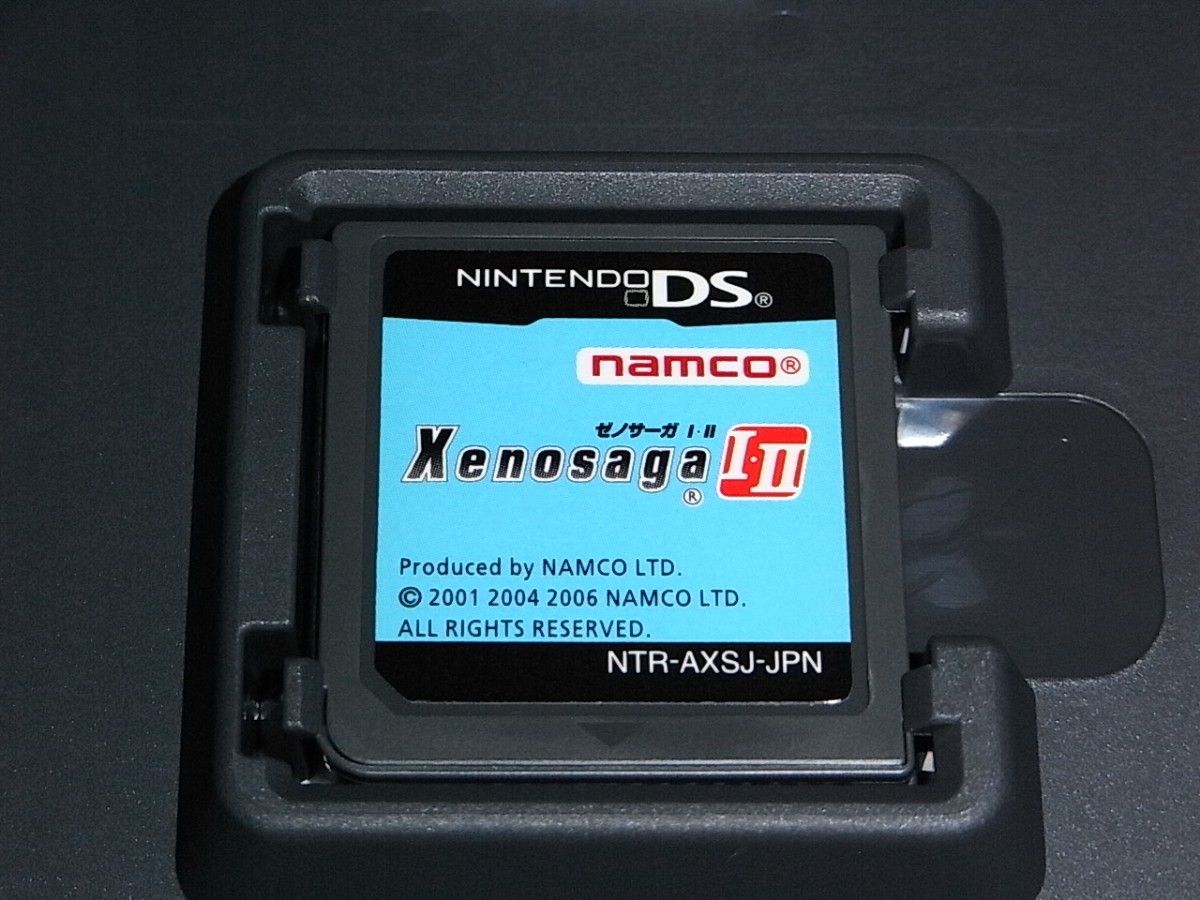 NINTENDO DS®
namco®
ゼノサーガ I・II
Xenosaga® I・II
Produced by NAMCO LTD.
© 2001 2004 2006 NAMCO LTD.
ALL RIGHTS RESERVED.
NTR-AXSJ-JPN